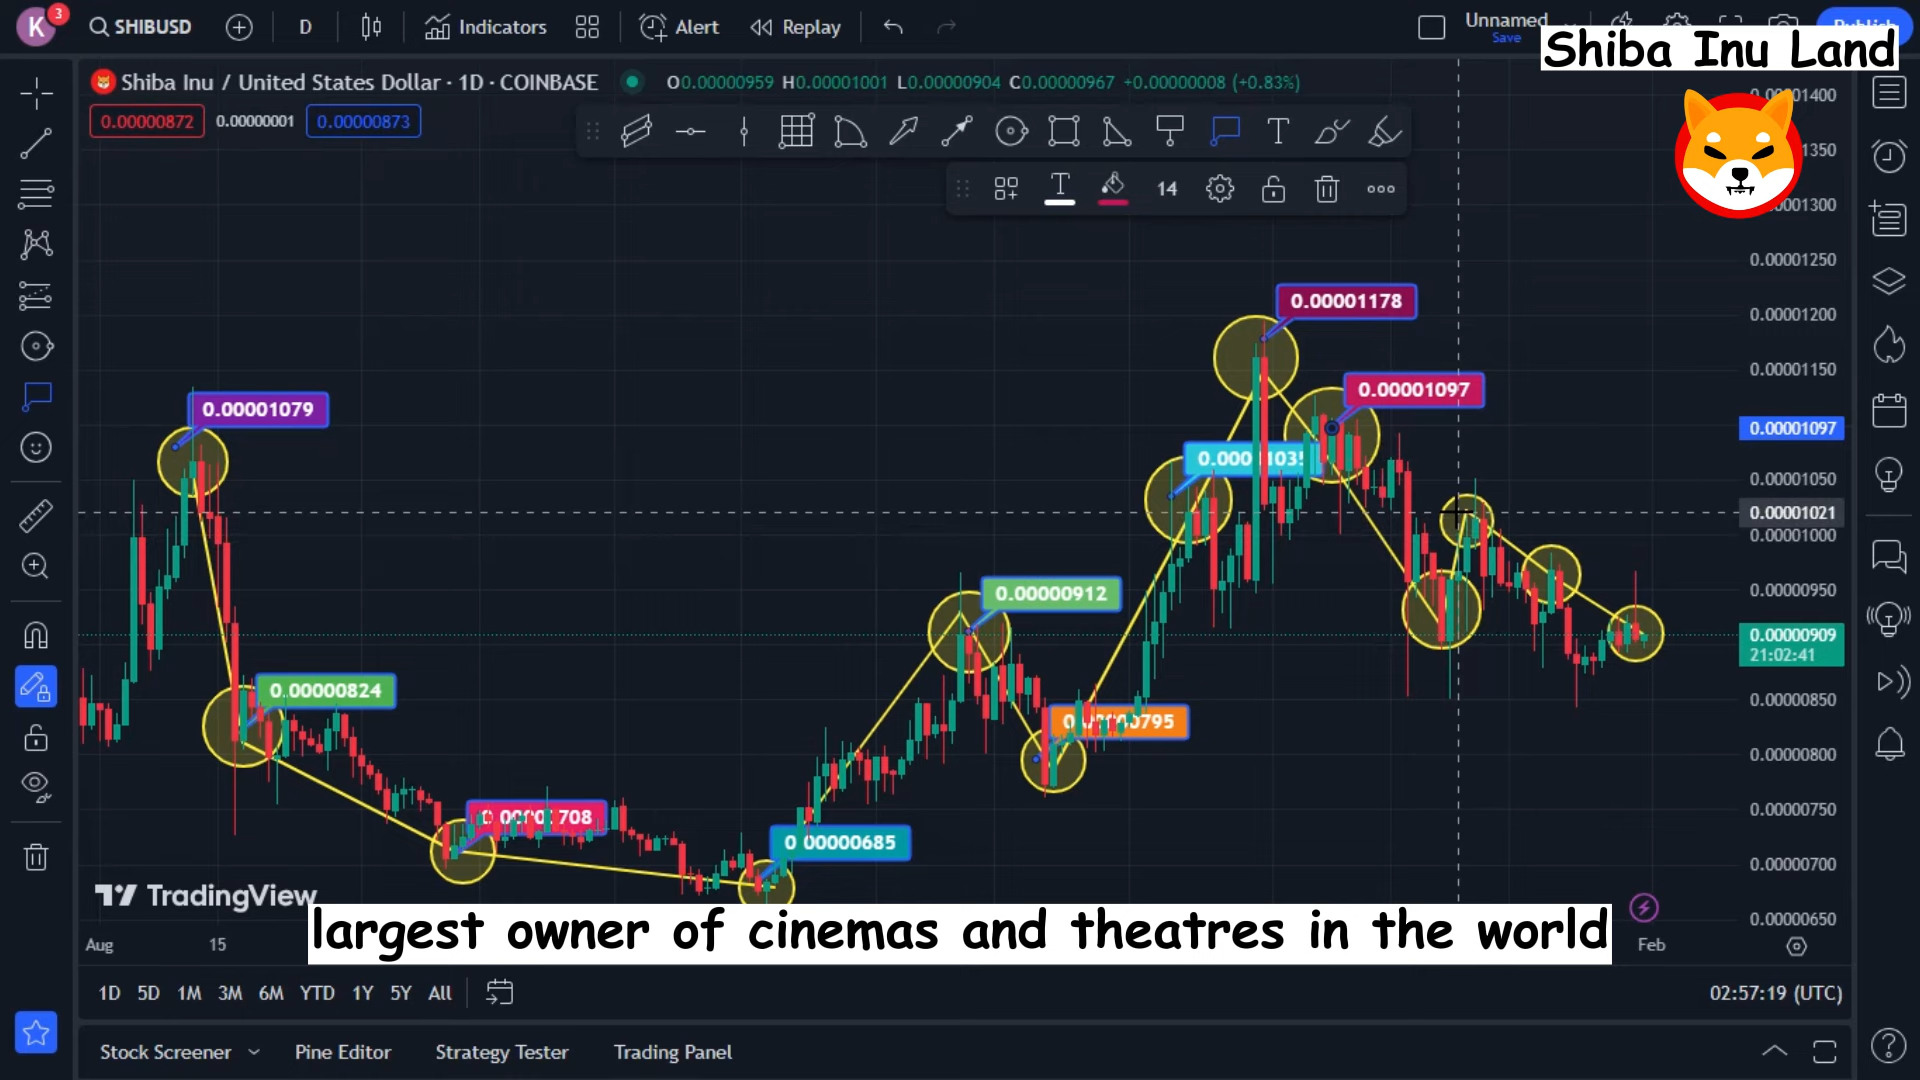 K 3 SHIBUSD D Indicators Alert Replay Unnamed
Save
Shiba Inu Land
Shiba Inu / United States Dollar · 1D · COINBASE O0.00000959 H0.00001001 L0.00000904 C0.00000967 +0.00000008 (+0.83%)
0.00000872 0.00000001 0.00000873
14
0.00001178
0.00001097
0.00001079
0.00000912
0.00000824
0.00000685
0.00001400
0.00001250
0.00001200
0.00001150
0.00001097
0.00001050
0.00001021
0.00001000
0.00000950
0.00000909
21:02:41
0.00000850
0.00000800
0.00000750
0.00000700
0.00000650
TradingView
largest owner of cinemas and theatres in the world
Aug 15 Feb
1D 5D 1M 3M 6M YTD 1Y 5Y All 02:57:19 (UTC)
Stock Screener Pine Editor Strategy Tester Trading Panel